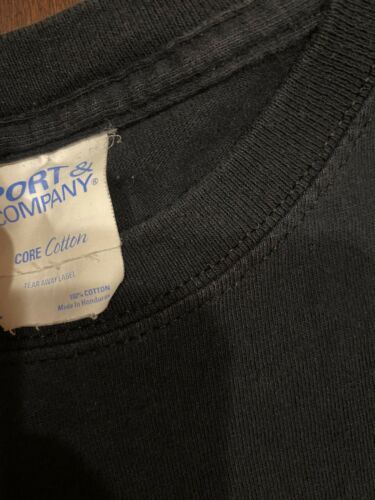 PORT &
COMPANY®
CORE Cotton
TEAR AWAY LABEL
100% COTTON
Made in Honduras